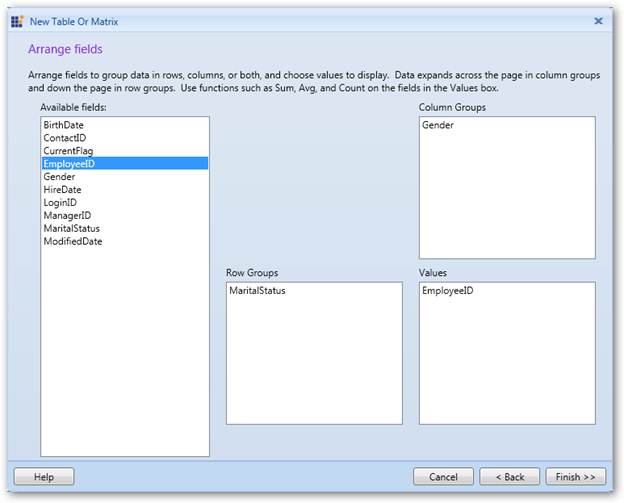 New Table Or Matrix
Arrange fields
Arrange fields to group data in rows, columns, or both, and choose values to display. Data expands across the page in column groups
and down the page in row groups. Use functions such as Sum, Avg, and Count on the fields in the Values box.
Available fields:
BirthDate
ContactID
CurrentFlag
EmployeeID
Gender
HireDate
LoginID
ManagerID
MaritalStatus
ModifiedDate
Column Groups
Gender
Row Groups
MaritalStatus
Values
EmployeeID
Help
Cancel
< Back
Finish >>